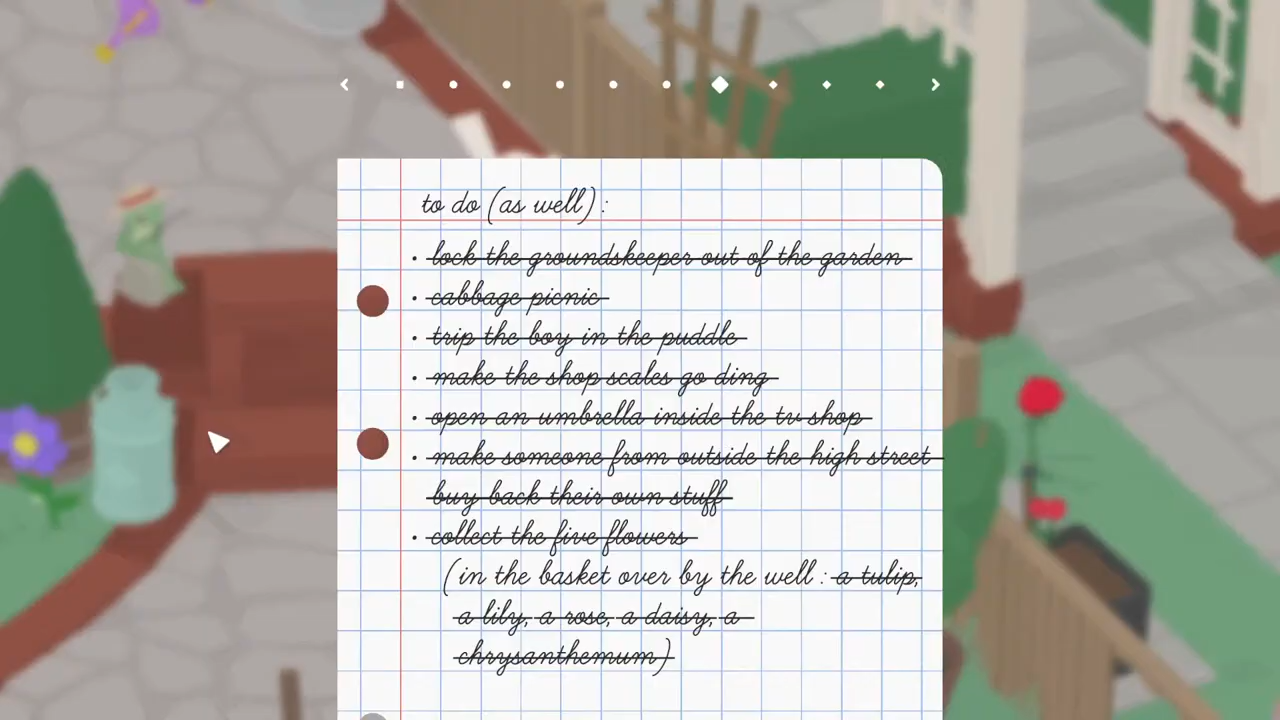 to do (as well) :
• lock the groundskeeper out of the garden
• cabbage picnic
• trip the boy in the puddle
• make the shop scales go ding
• open an umbrella inside the tv shop
• make someone from outside the high street
buy back their own stuff
• collect the five flowers
(in the basket over by the well : a tulip,
a lily, a rose, a daisy, a
chrysanthemum)